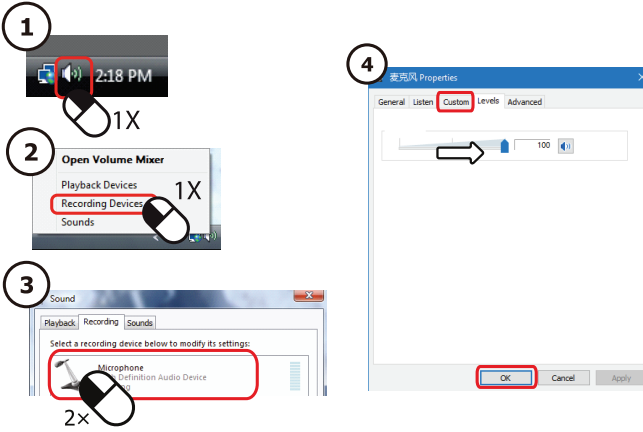 1
2:18 PM
1X
2
Open Volume Mixer
Playback Devices
Recording Devices
Sounds
1X
3
Sound
Playback Recording Sounds
Select a recording device below to modify its settings:
Microphone
Definition Audio Device
2×
4
麦克风 Properties
General Listen Custom Levels Advanced
100
OK Cancel Apply